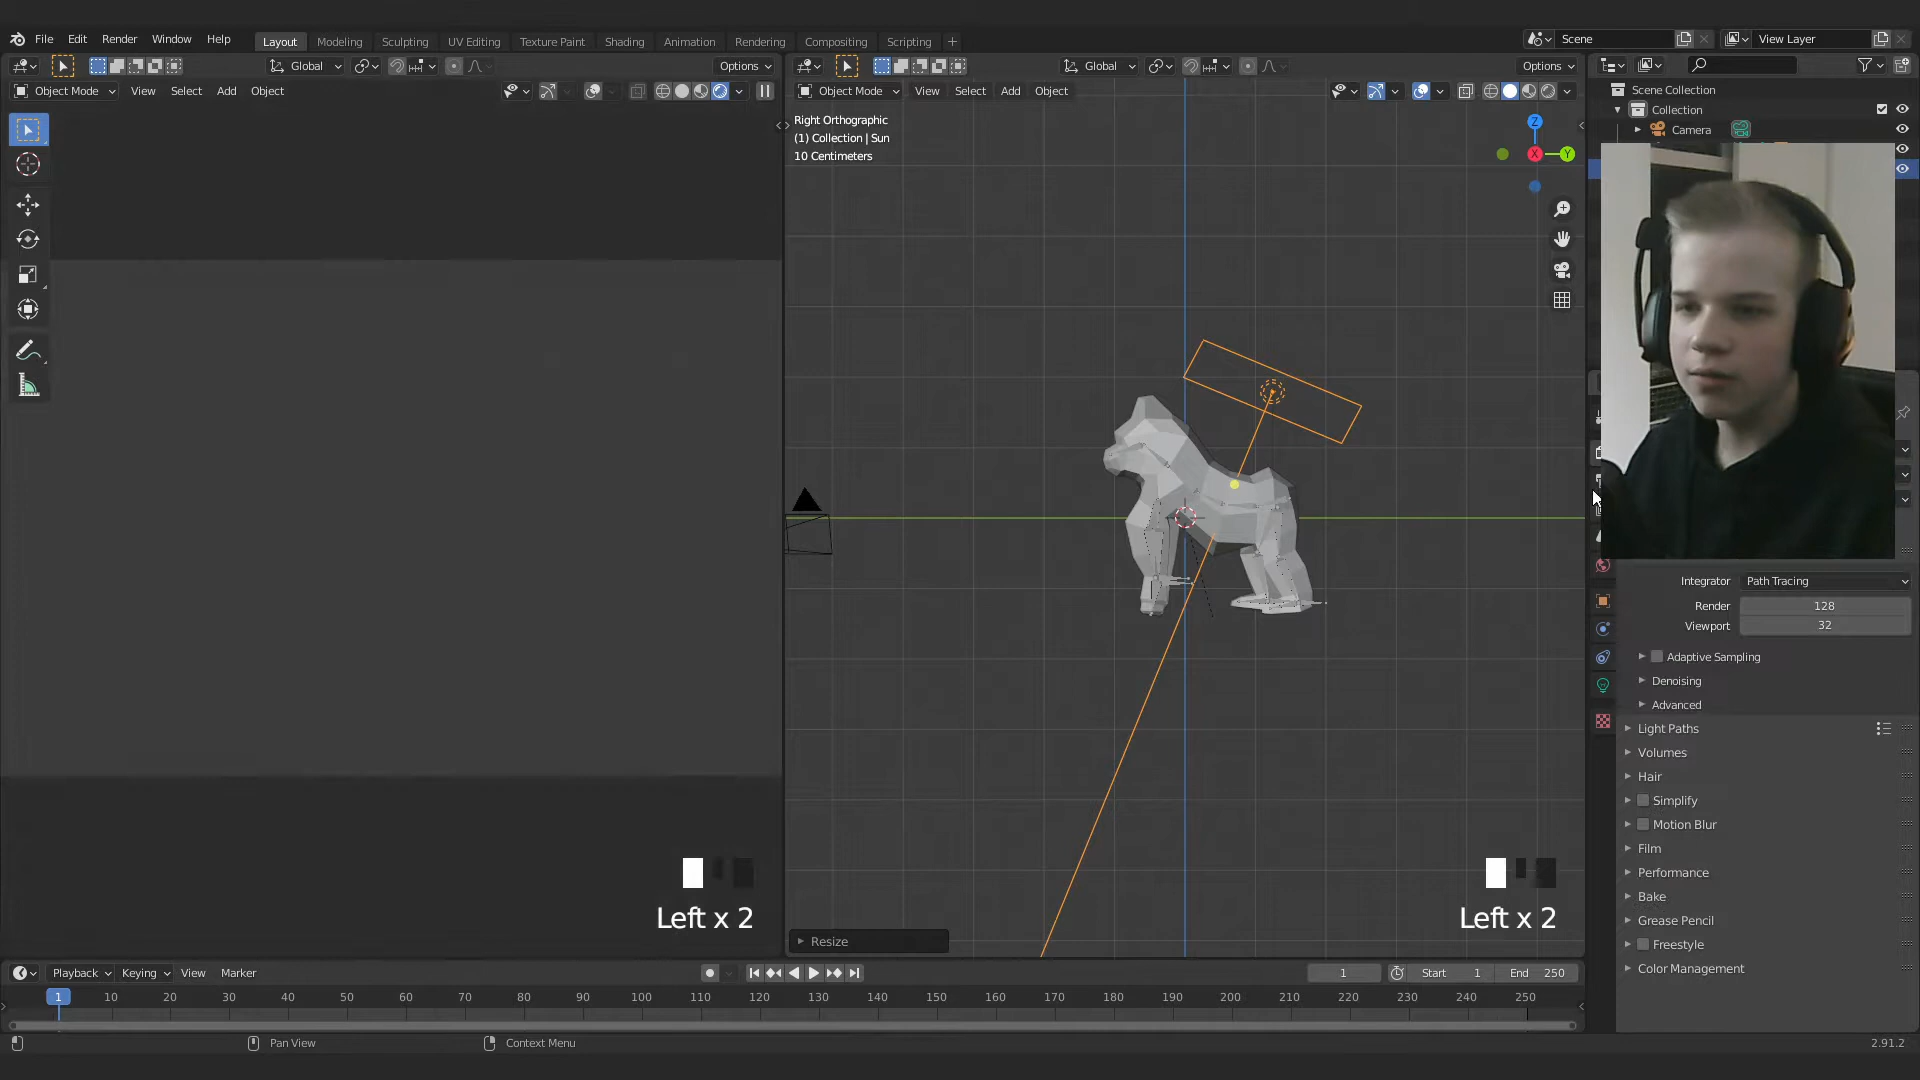 File Edit Render Window Help Layout Modeling Sculpting UV Editing Texture Paint Shading Animation Rendering Compositing Scripting + Scene View Layer
Global Options Global Options
Object Mode View Select Add Object Object Mode View Select Add Object Scene Collection
Collection
Right Orthographic
(1) Collection | Sun
10 Centimeters
Camera
Z
X
Y
Integrator Path Tracing
Render 128
Viewport 32
Adaptive Sampling
Denoising
Advanced
Light Paths
Volumes
Hair
Simplify
Motion Blur
Film
Performance
Bake
Grease Pencil
Freestyle
Color Management
Left x 2 Left x 2
Resize
Playback Keying View Marker 1 Start 1 End 250
1 10 20 30 40 50 60 70 80 90 100 110 120 130 140 150 160 170 180 190 200 210 220 230 240 250
Pan View Context Menu 2.91.2